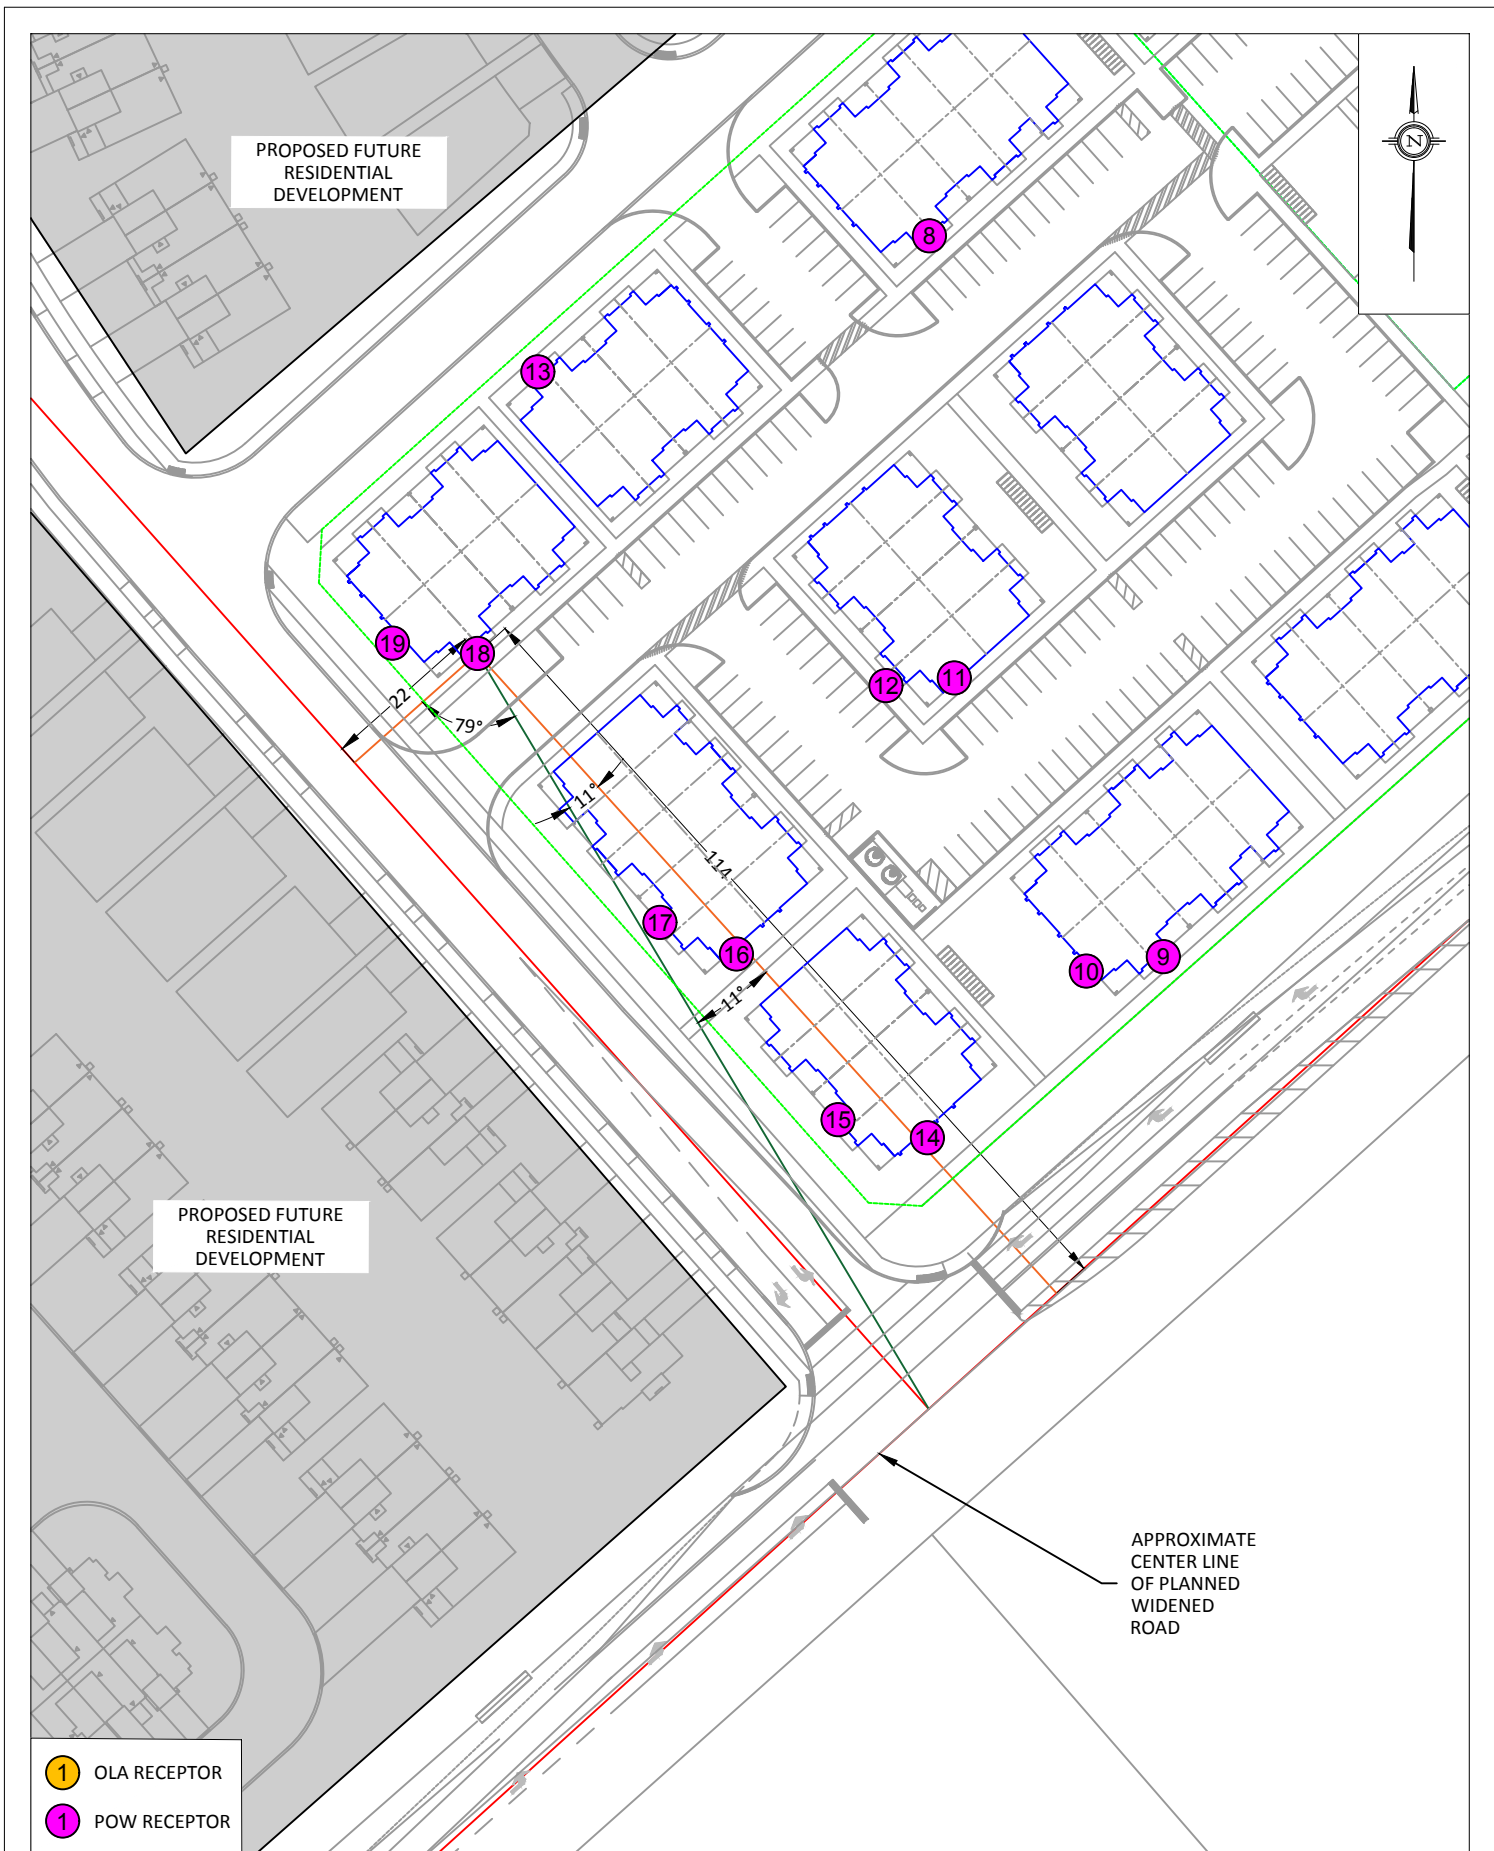 PROPOSED FUTURE
RESIDENTIAL
DEVELOPMENT
N
8
13
19
18
12
11
22
79°
11°
114
17
16
10
9
11°
15
14
PROPOSED FUTURE
RESIDENTIAL
DEVELOPMENT
APPROXIMATE
CENTER LINE
OF PLANNED
WIDENED
ROAD
1 OLA RECEPTOR
1 POW RECEPTOR